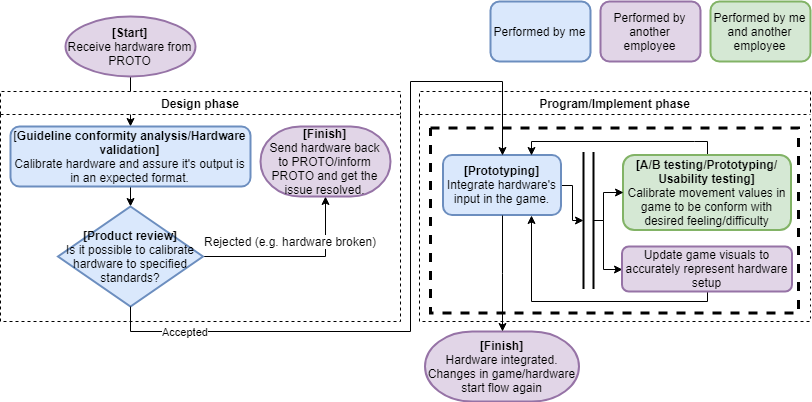 Performed by me
Performed by
another
employee
Performed by me
and another
employee
[Start]
Receive hardware from
PROTO
Design phase
[Guideline conformity analysis/Hardware
validation]
Calibrate hardware and assure it's output is
in an expected format.
[Finish]
Send hardware back
to PROTO/inform
PROTO and get the
issue resolved.
[Product review]
Is it possible to calibrate
hardware to specified
standards?
Rejected (e.g. hardware broken)
Accepted
Program/Implement phase
[Prototyping]
Integrate hardware's
input in the game.
[A/B testing/Prototyping/
Usability testing]
Calibrate movement values in
game to be conform with
desired feeling/difficulty
Update game visuals to
accurately represent hardware
setup
[Finish]
Hardware integrated.
Changes in game/hardware
start flow again